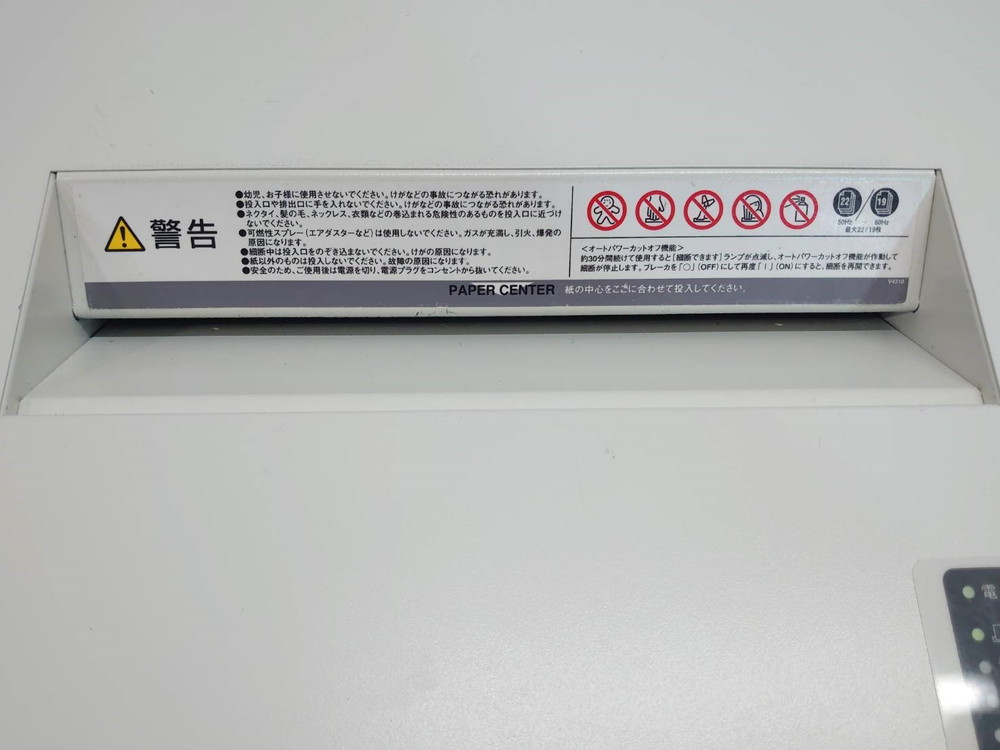 警告
●幼児、お子様に使用させないでください。けがなどの事故につながる恐れがあります。
●投入口や排出口に手を入れないでください。けがなどの事故につながる恐れがあります。
●ネクタイ、髪の毛、ネックレス、衣類などの巻込まれる危険性のあるものを投入口に近づけ
ないでください。
●可燃性スプレー(エアダスターなど)は使用しないでください。ガスが充満し、引火、爆発の
原因になります。
●細断中は投入口をのぞき込まないでください。けがの原因になります。
●紙以外のものは投入しないでください。故障の原因になります。
●安全のため、ご使用後は電源を切り、電源プラグをコンセントから抜いてください。
22 19
50Hz 60Hz
最大22/19枚
<オートパワーカットオフ機能>
約30分間続けて使用すると[細断できます]ランプが点滅し、オートパワーカットオフ機能が作動して
細断が停止します。ブレーカを「○」(OFF)にして再度「|」(ON)にすると、細断を再開できます。
PAPER CENTER 紙の中心をここに合わせて投入してください。
V4310
電